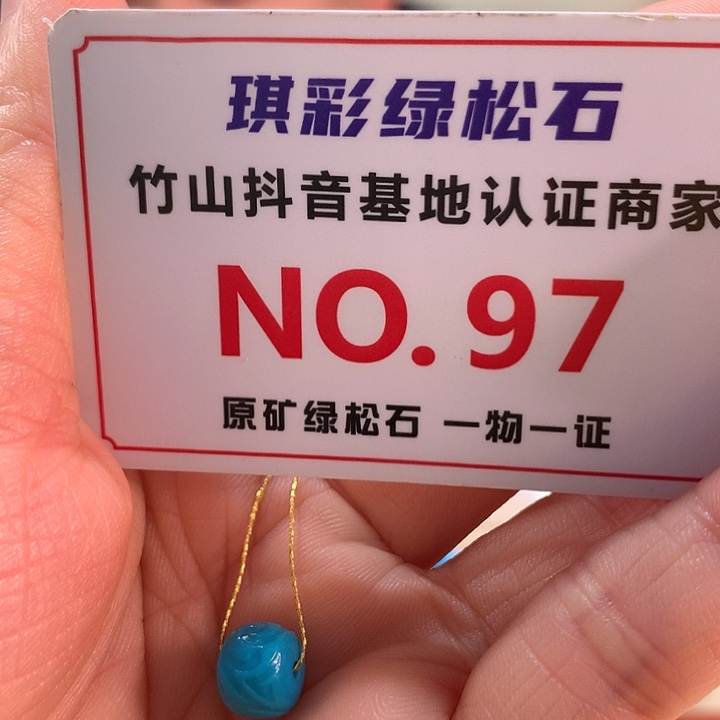 琪彩绿松石
竹山抖音基地认证商家
NO.97
原矿绿松石 一物一证